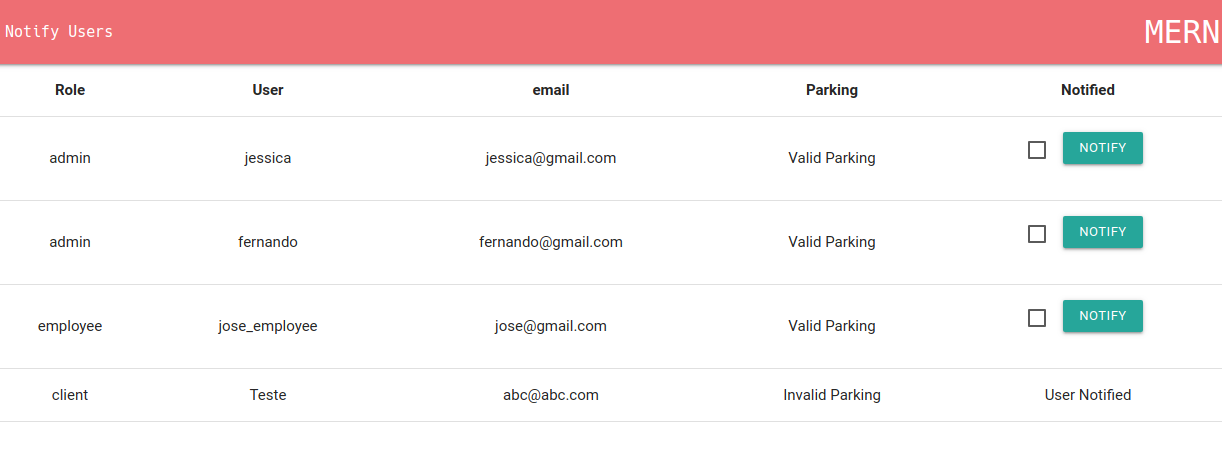 Notify Users MERN
Role User email Parking Notified
admin jessica jessica@gmail.com Valid Parking NOTIFY
admin fernando fernando@gmail.com Valid Parking NOTIFY
employee jose_employee jose@gmail.com Valid Parking NOTIFY
client Teste abc@abc.com Invalid Parking User Notified